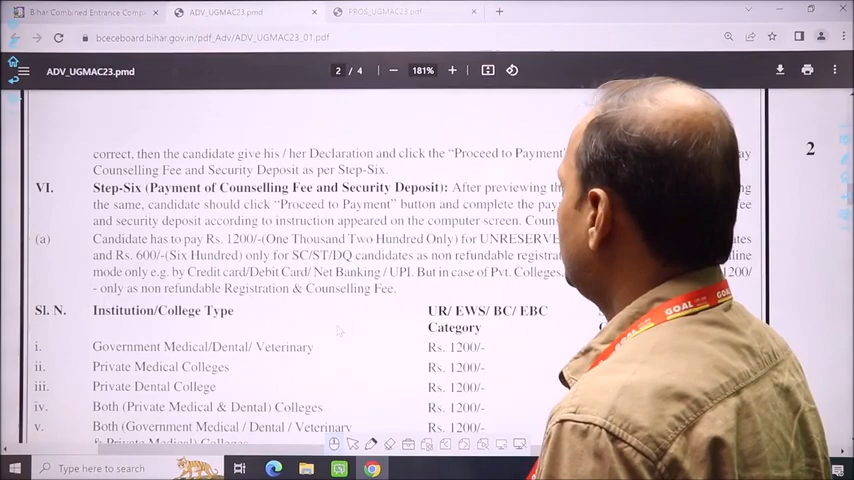 Bihar Combined Entrance Comp
ADV_UGMAC23.pmd
PROS_UGMAC23.pdf
bceceboard.bihar.gov.in/pdf_Adv/ADV_UGMAC23_01.pdf
ADV_UGMAC23.pmd
2 / 4
181%
2
correct, then the candidate give his / her Declaration and click the “Proceed to Payment”
Counselling Fee and Security Deposit as per Step-Six.
VI. Step-Six (Payment of Counselling Fee and Security Deposit): After previewing the
the same, candidate should click “Proceed to Payment” button and complete the
and security deposit according to instruction appeared on the computer screen.
(a) Candidate has to pay Rs. 1200/-(One Thousand Two Hundred Only) for
and Rs. 600/-(Six Hundred) only for SC/ST/DQ candidates as non refundable
mode only e.g. by Credit card/Debit Card/ Net Banking / UPI. But in case of Pvt. Colleges, 1200/
- only as non refundable Registration & Counselling Fee.
Sl. N. Institution/College Type UR/ EWS/ BC/ EBC
Category
i. Government Medical/Dental/ Veterinary Rs. 1200/-
ii. Private Medical Colleges Rs. 1200/-
iii. Private Dental College Rs. 1200/-
iv. Both (Private Medical & Dental) Colleges Rs. 1200/-
v. Both (Government Medical / Dental / Veterinary Rs. 1200/-
& Private Medical) Colleges
GOAL
GOAL
Type here to search